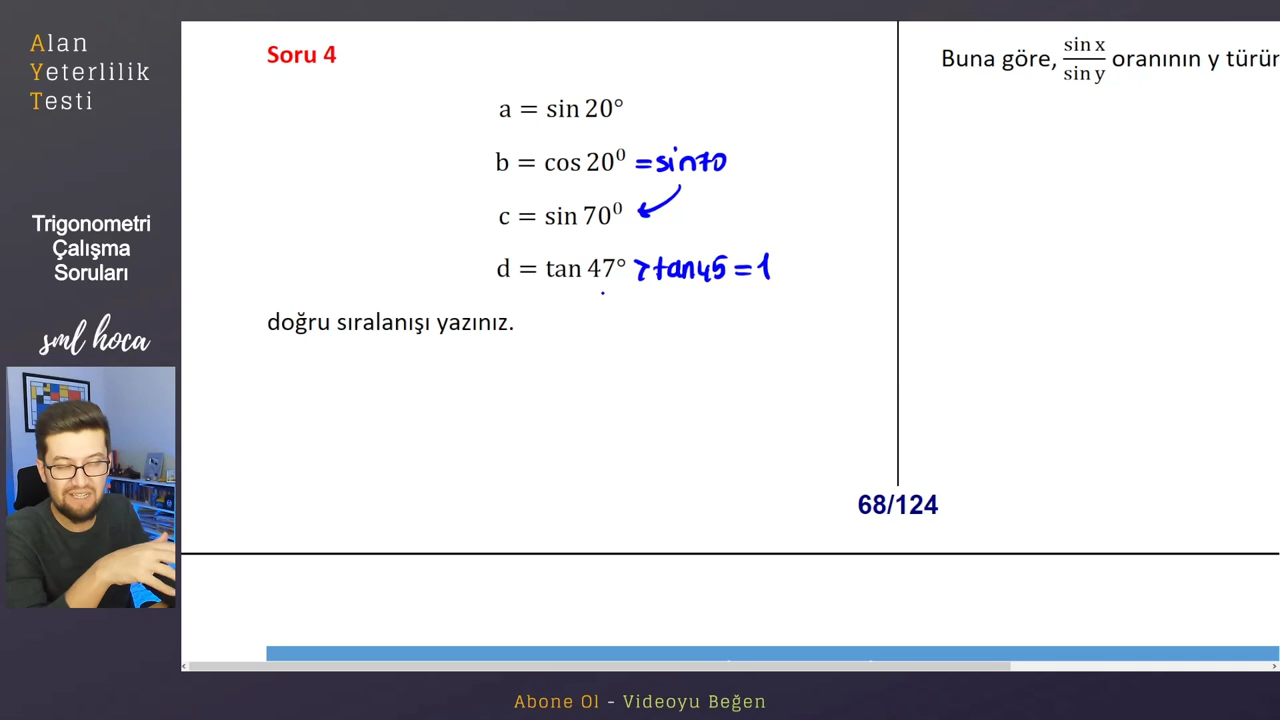 Alan
Yeterlilik
Testi
Trigonometri
Çalışma
Soruları
sml hoca
Soru 4
a = sin 20°
b = cos 20⁰ =sin70
c = sin 70⁰
d = tan 47° >tan45 =1
doğru sıralanışı yazınız.
Buna göre, sin x / sin y oranının y türün
68/124
Abone Ol - Videoyu Beğen